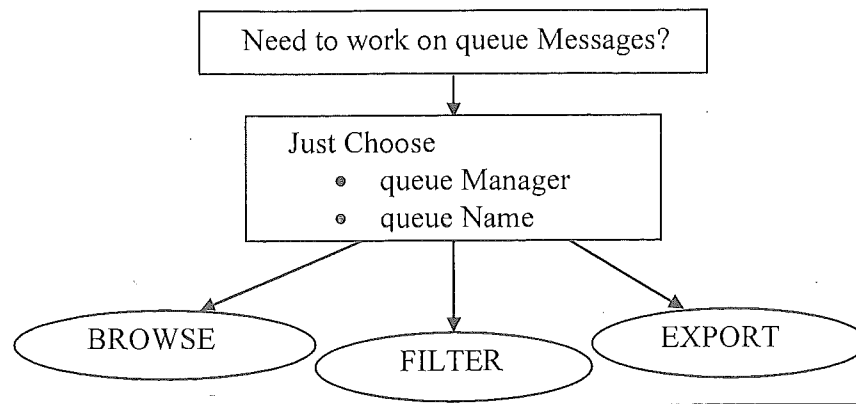 Need to work on queue Messages?
Just Choose
• queue Manager
• queue Name
BROWSE
FILTER
EXPORT